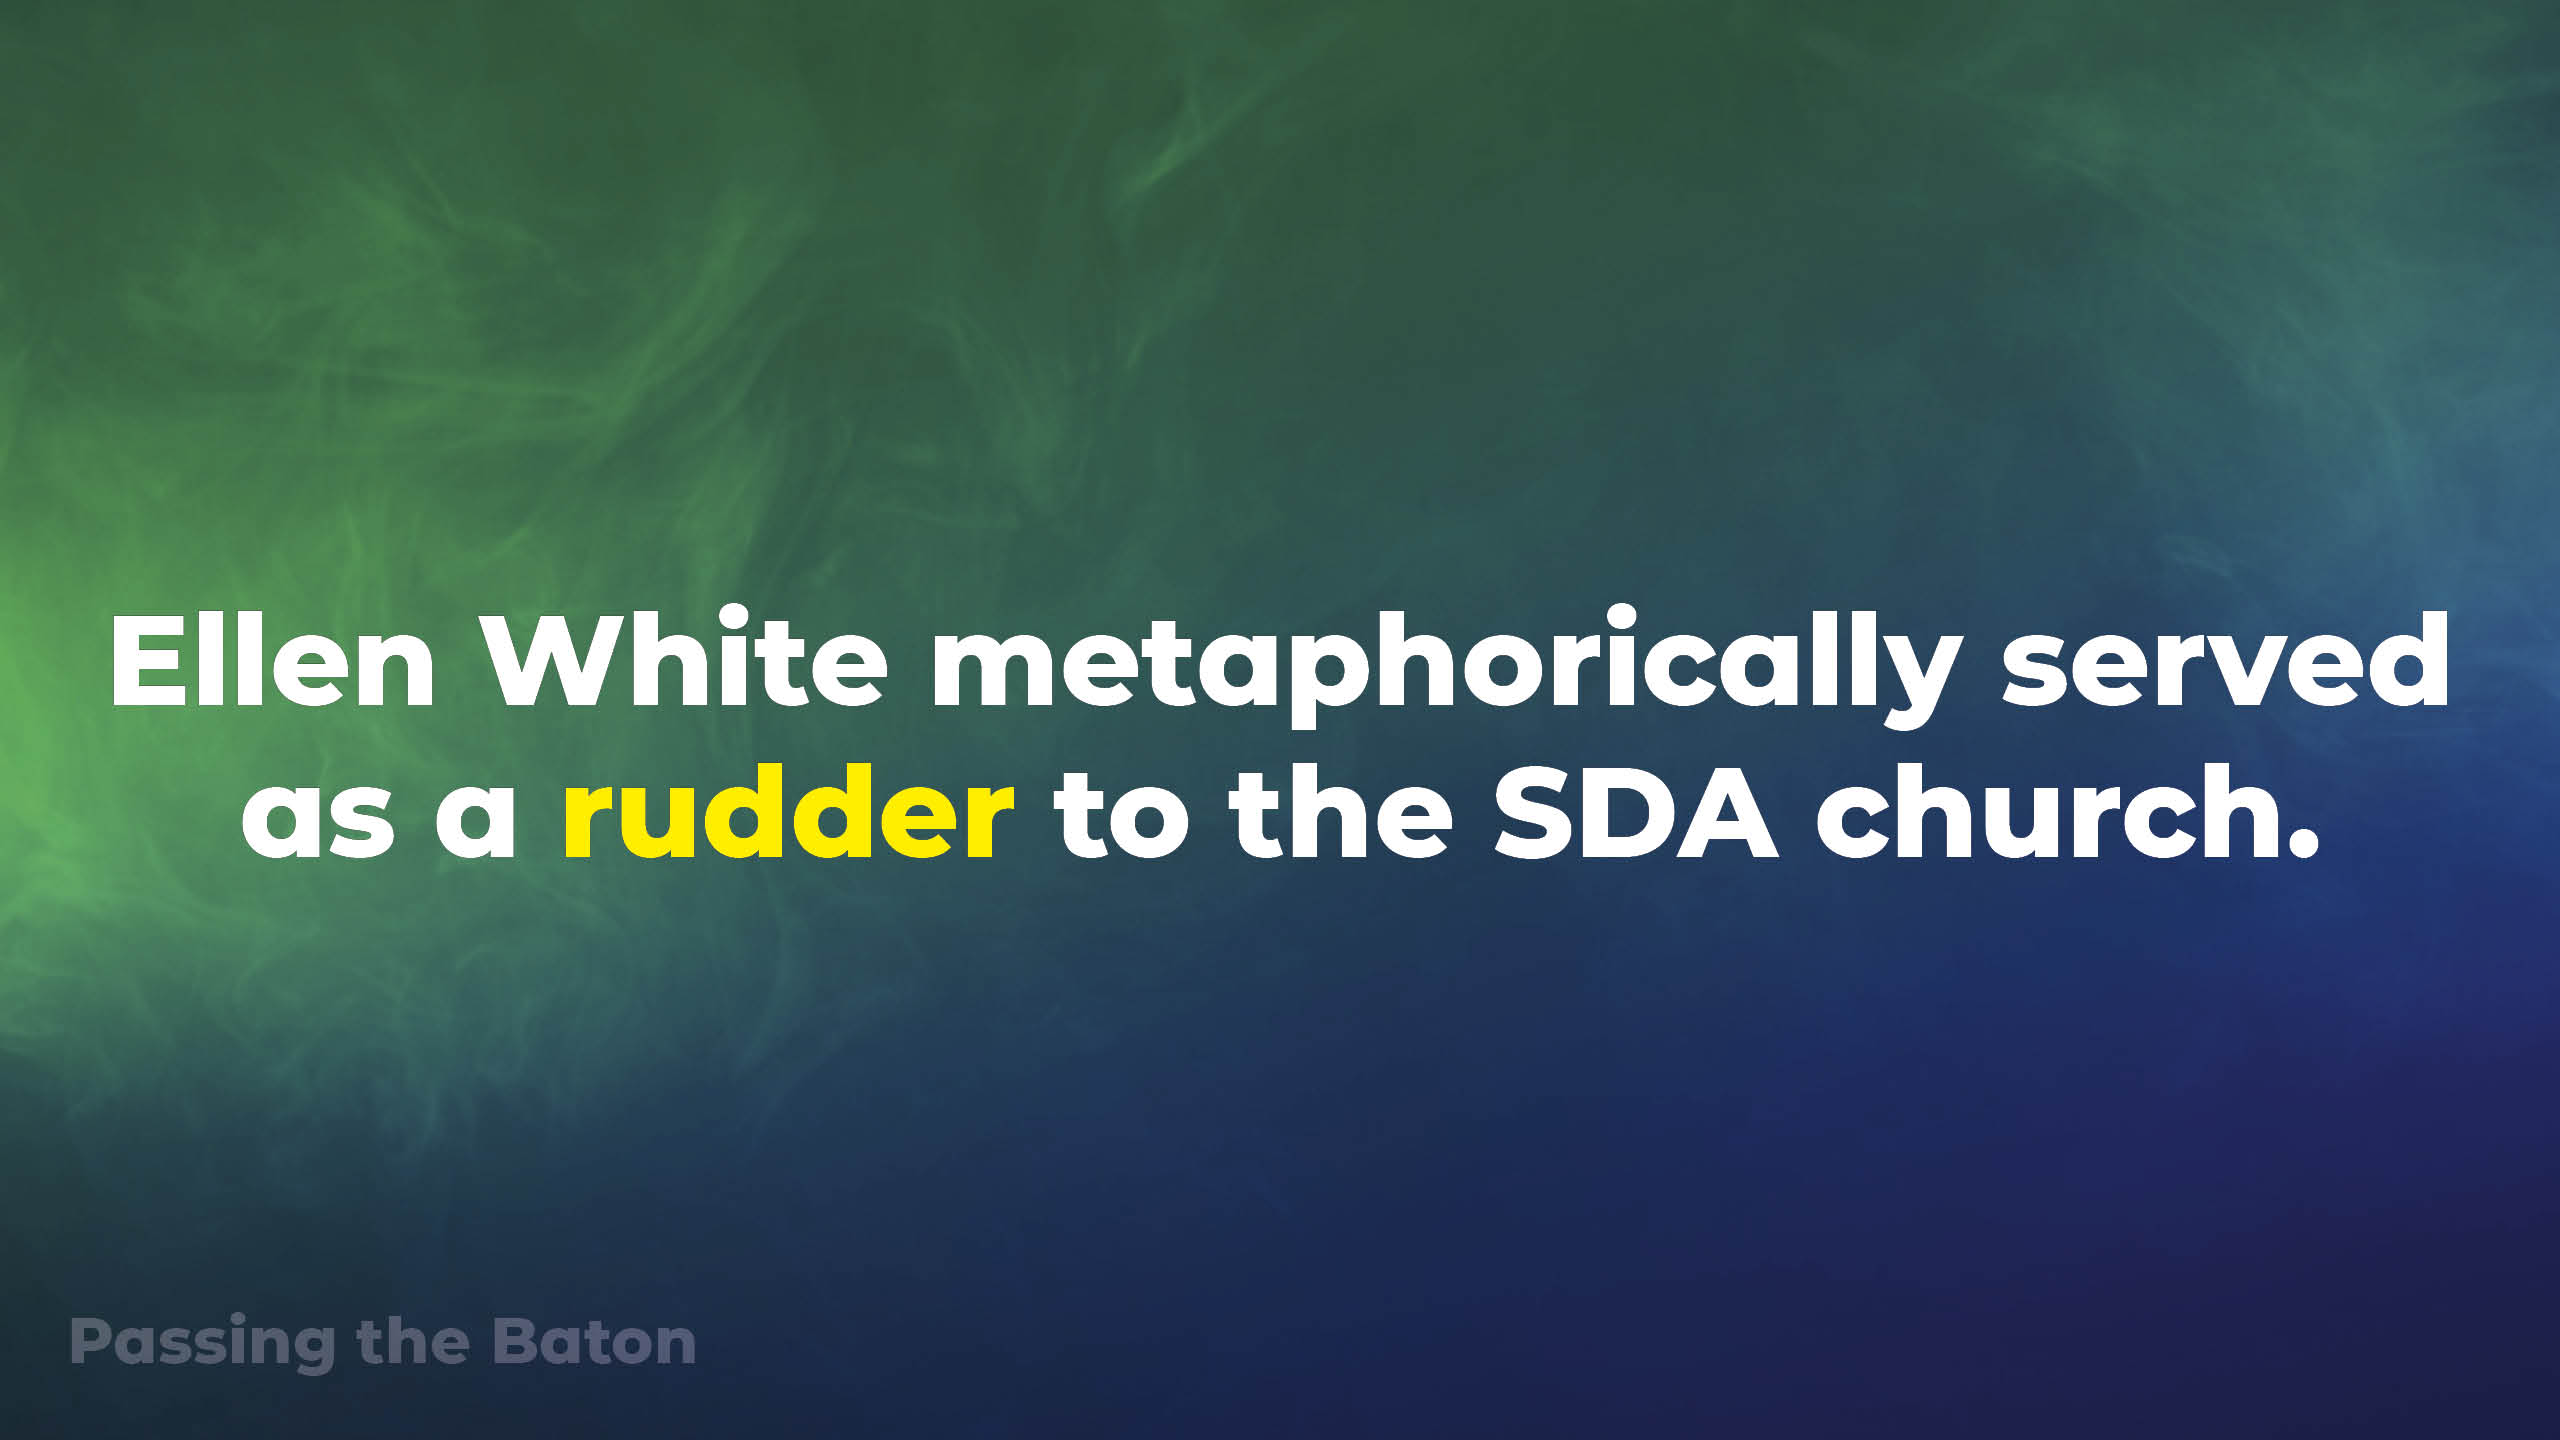 Ellen White metaphorically served
as a rudder to the SDA church.
Passing the Baton